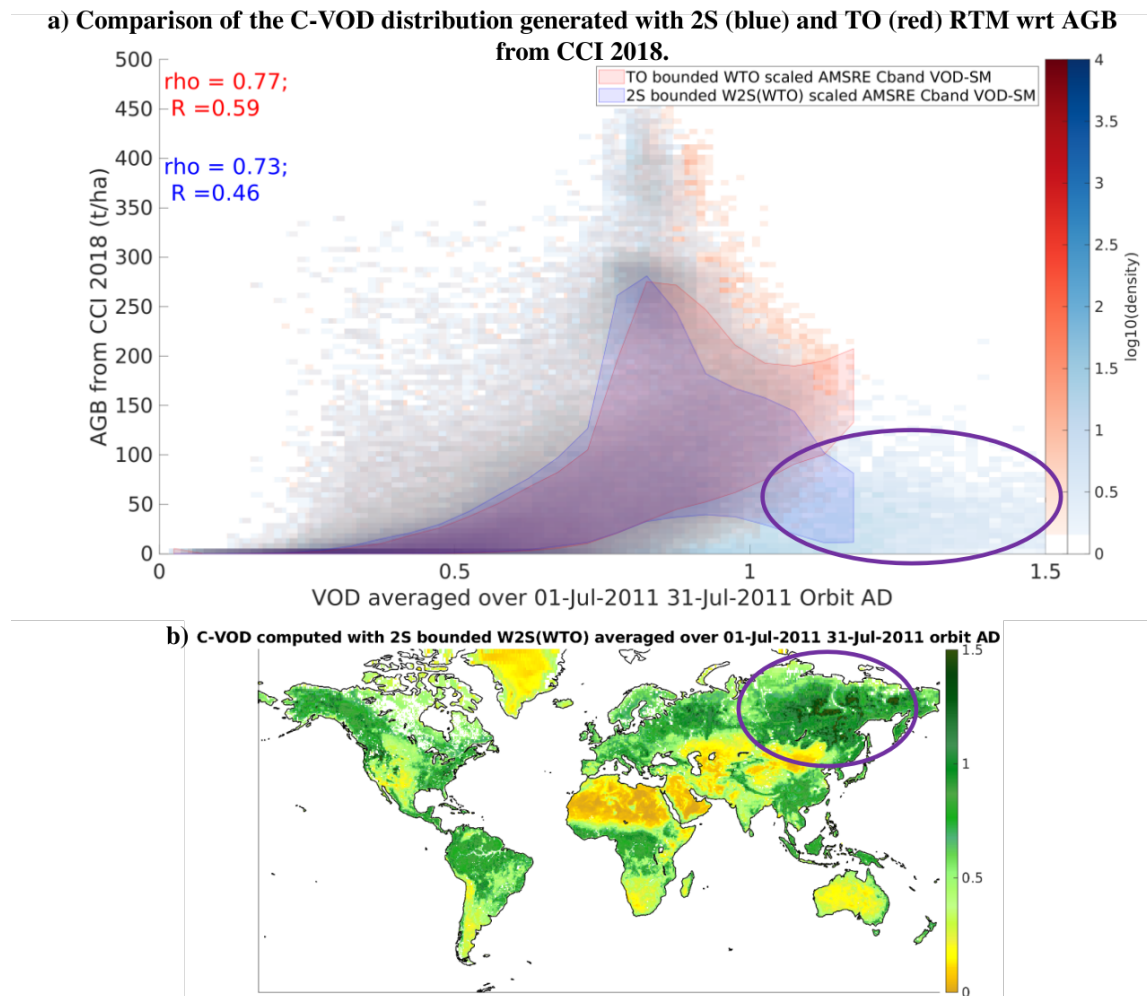 a) Comparison of the C-VOD distribution generated with 2S (blue) and TO (red) RTM wrt AGB
from CCI 2018.
rho = 0.77;
R = 0.59
rho = 0.73;
R =0.46
TO bounded WTO scaled AMSRE Cband VOD-SM
2S bounded W2S(WTO) scaled AMSRE Cband VOD-SM
AGB from CCI 2018 (t/ha)
500
450
400
350
300
250
200
150
100
50
0
0
0.5
1
1.5
VOD averaged over 01-Jul-2011 31-Jul-2011 Orbit AD
4
3.5
3
2.5
2
1.5
1
0.5
0
log10(density)
b) C-VOD computed with 2S bounded W2S(WTO) averaged over 01-Jul-2011 31-Jul-2011 orbit AD
1.5
1
0.5
0